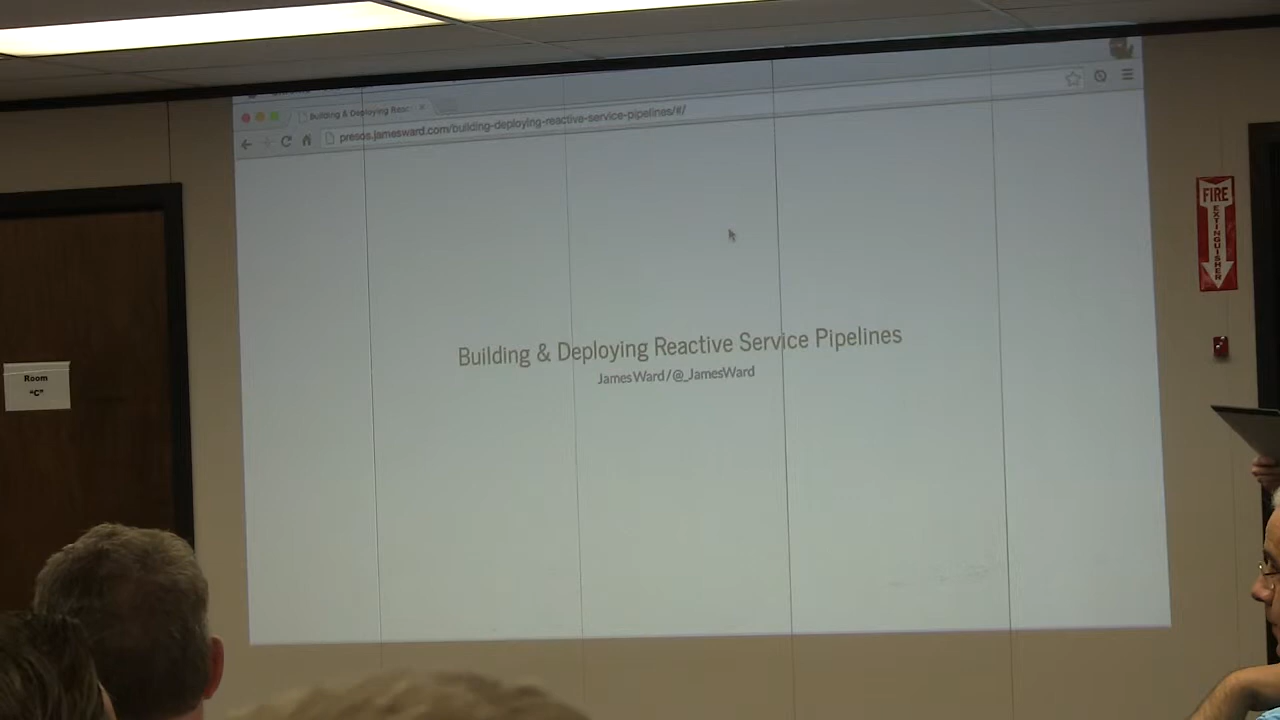 Building & Deploying Reac
presos.jamesward.com/building-deploying-reactive-service-pipelines/#/
Building & Deploying Reactive Service Pipelines
James Ward / @_JamesWard
Room
"C"
FIRE
EXTINGUISHER